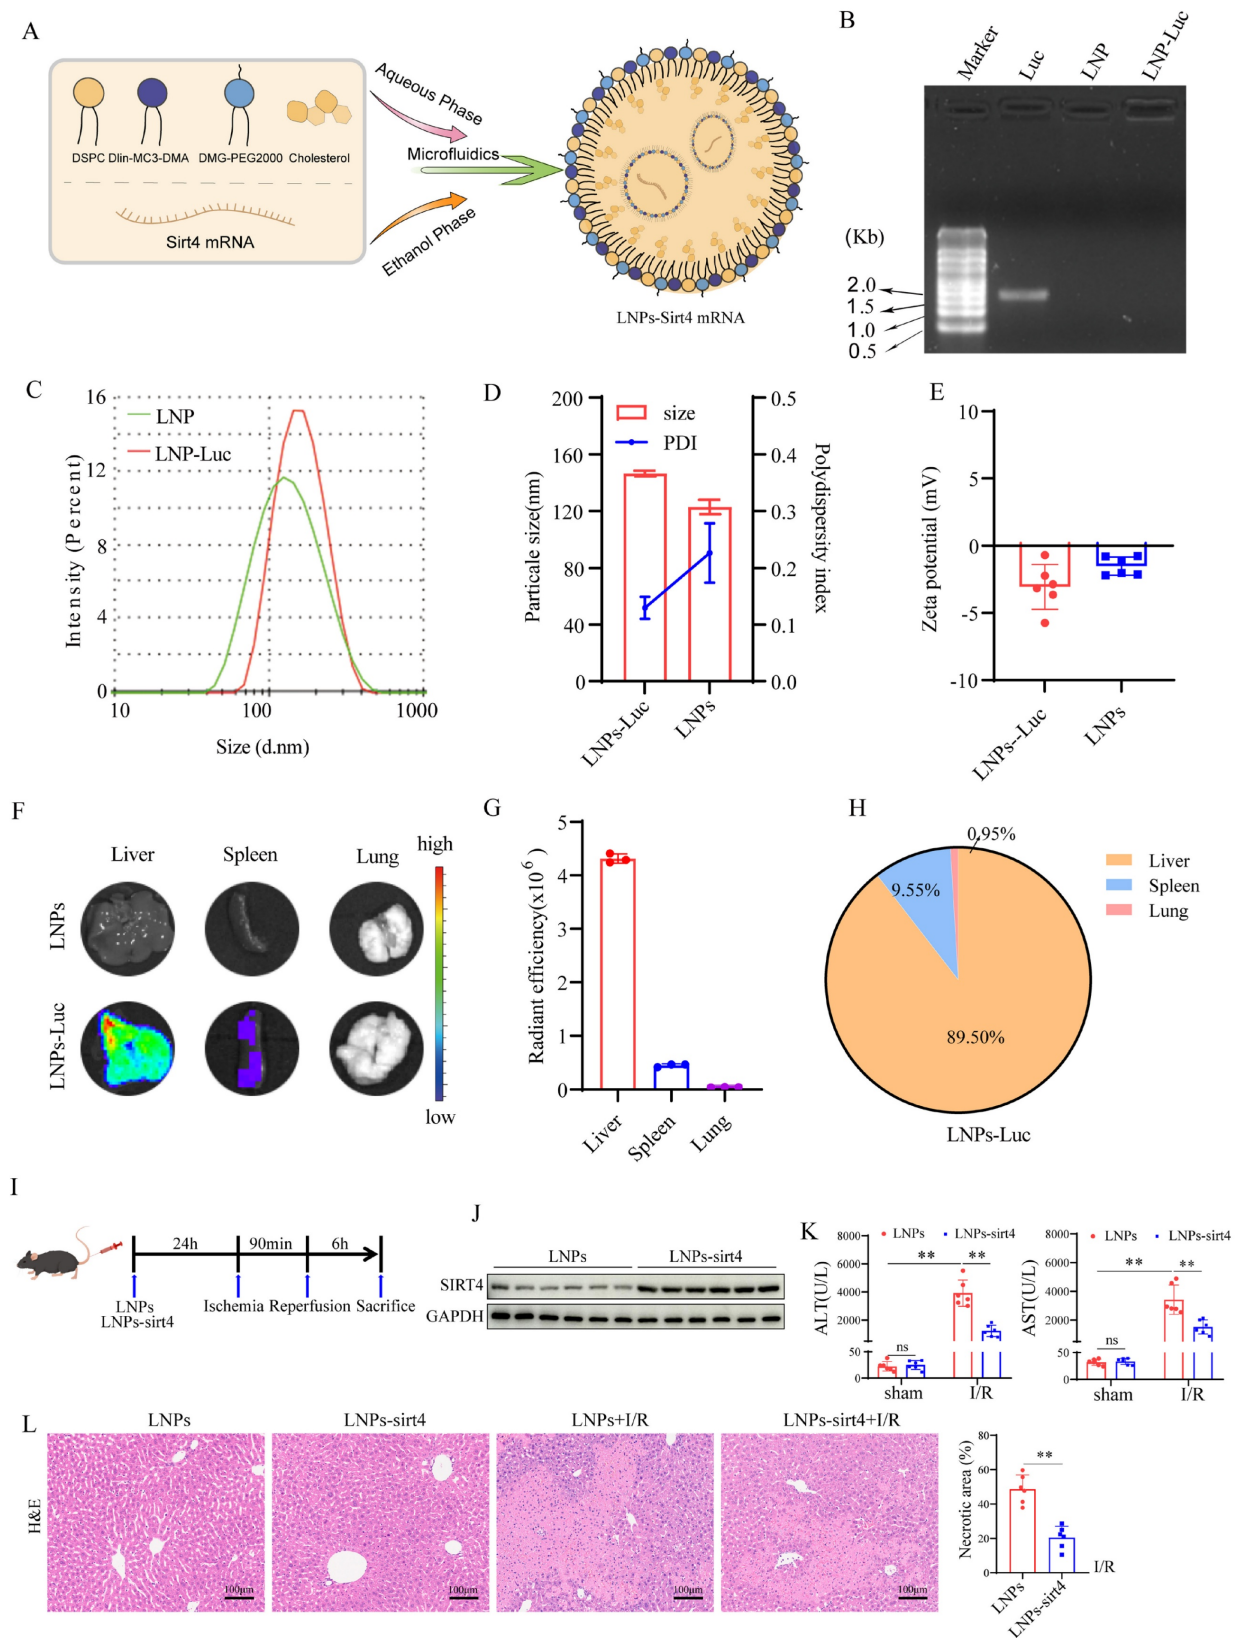 A
DSPC Dlin-MC3-DMA DMG-PEG2000 Cholesterol
Sirt4 mRNA
Aqueous Phase
Microfluidics
Ethanol Phase
LNPs-Sirt4 mRNA
B
Marker Luc LNP LNP-Luc
(Kb)
2.0
1.5
1.0
0.5
C
LNP
LNP-Luc
Intensity (Percent)
16
12
8
4
0
10 100 1000
Size (d.nm)
D
size
PDI
Particale size(nm)
200
160
120
80
40
0
0.5
0.4
0.3
0.2
0.1
0.0
Polydispersity index
LNPs-Luc LNPs
E
Zeta potential (mV)
10
5
0
-5
-10
LNPs--Luc LNPs
F
Liver Spleen Lung
LNPs
LNPs-Luc
high
low
G
Radiant efficiency(x10 6 )
5
4
3
2
1
0
Liver Spleen Lung
H
0.95%
9.55%
89.50%
Liver
Spleen
Lung
LNPs-Luc
I
24h 90min 6h
LNPs
LNPs-sirt4
Ischemia Reperfusion Sacrifice
J
LNPs LNPs-sirt4
SIRT4
GAPDH
K
LNPs LNPs-sirt4
ALT(U/L)
8000
6000
4000
2000
50
0
** **
ns
sham I/R
LNPs LNPs-sirt4
AST(U/L)
8000
6000
4000
2000
50
0
** **
ns
sham I/R
L
LNPs LNPs-sirt4 LNPs+I/R LNPs-sirt4+I/R
H&E
100μm 100μm 100μm 100μm
Necrotic area (%)
80
60
40
20
0
**
I/R
LNPs LNPs-sirt4